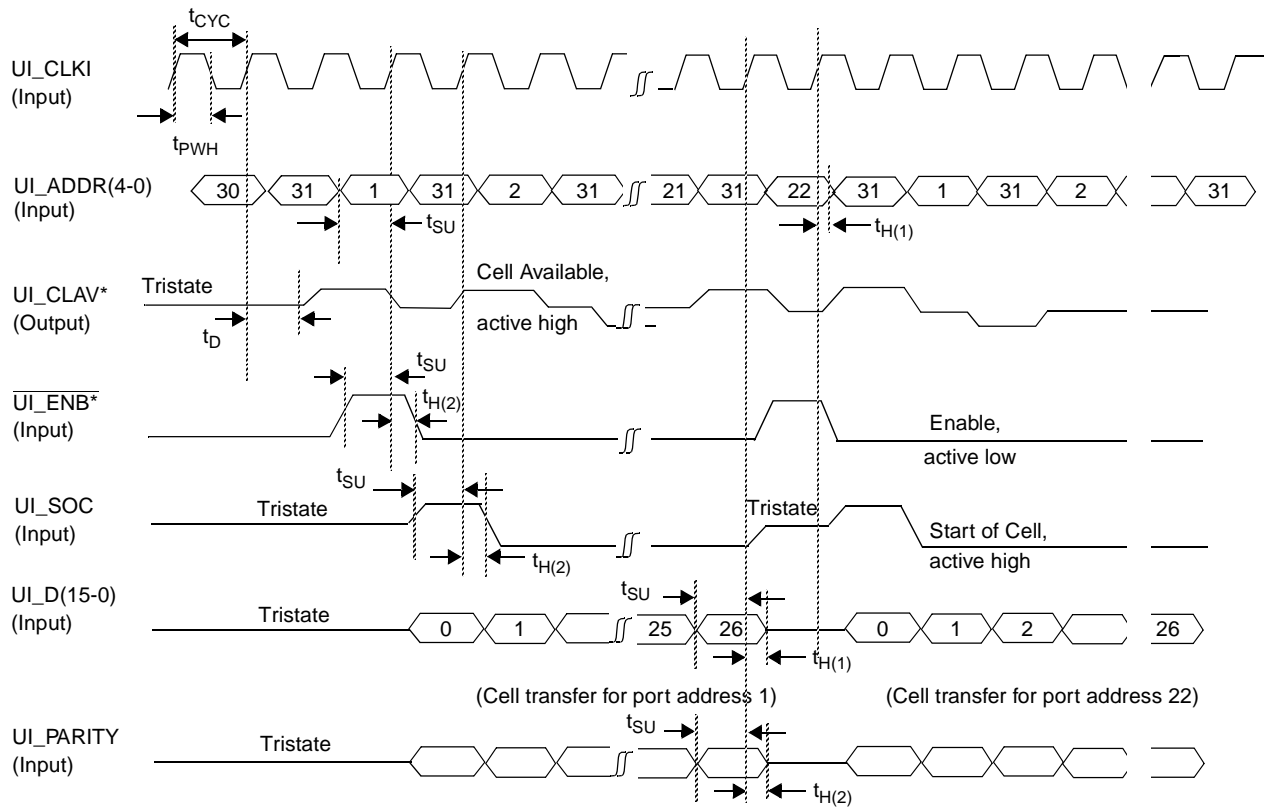 tCYC
UI_CLKI
(Input)
tPWH
UI_ADDR(4-0)
(Input)
30 31 1 31 2 31 21 31 22 31 1 31 2 31
tSU
tH(1)
UI_CLAV*
(Output)
Tristate
Cell Available,
active high
tD
tSU
UI_ENB*
(Input)
tH(2)
Enable,
active low
tSU
UI_SOC
(Input)
Tristate
Tristate
Start of Cell,
active high
tH(2)
UI_D(15-0)
(Input)
tSU
Tristate
0 1 25 26 0 1 2 26
tH(1)
(Cell transfer for port address 1) (Cell transfer for port address 22)
tSU
UI_PARITY
(Input)
Tristate
tH(2)